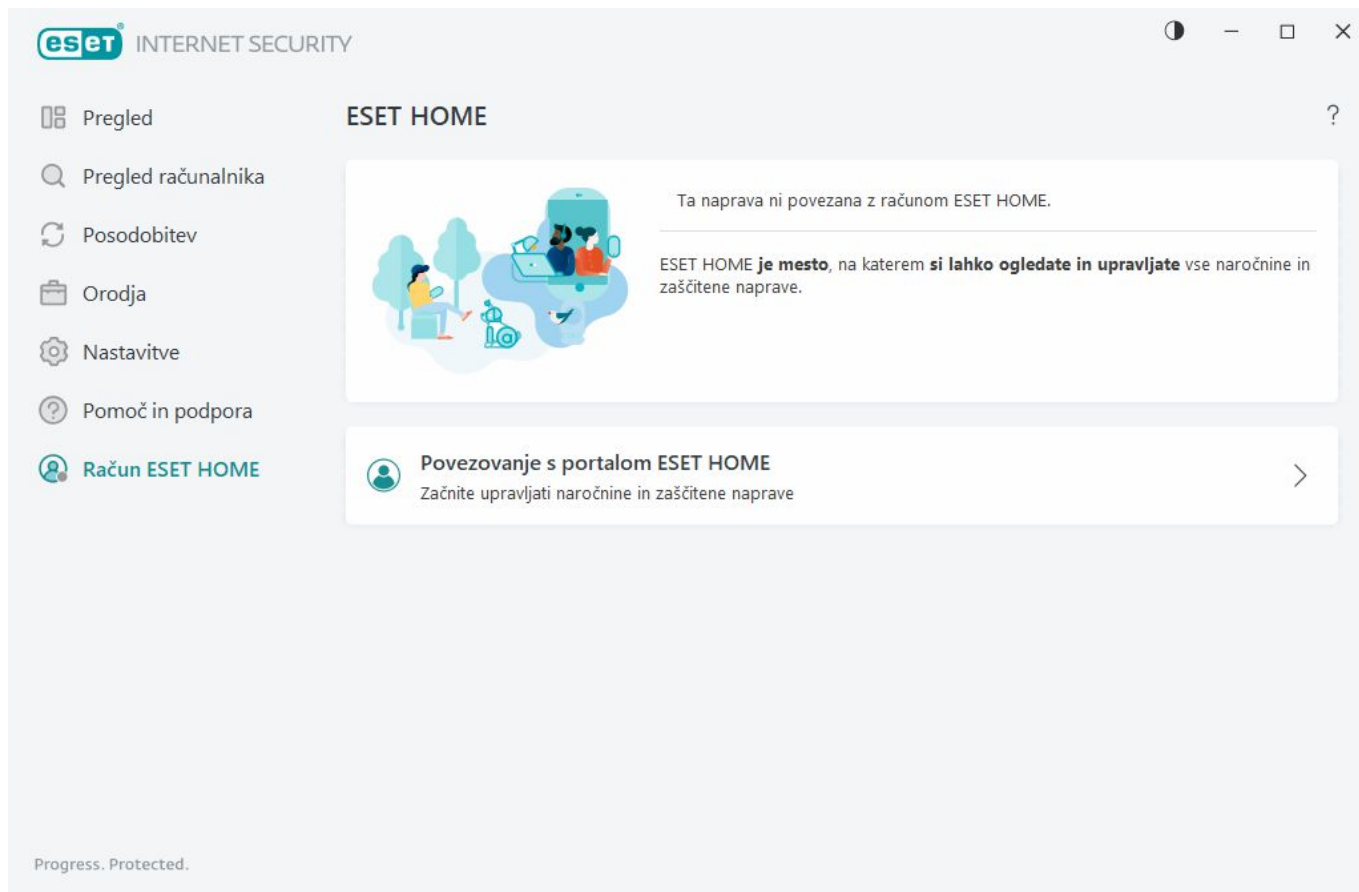 eset® INTERNET SECURITY
Pregled
Pregled računalnika
Posodobitev
Orodja
Nastavitve
Pomoč in podpora
Račun ESET HOME
ESET HOME
?
Ta naprava ni povezana z računom ESET HOME.
ESET HOME je mesto, na katerem si lahko ogledate in upravljate vse naročnine in
zaščitene naprave.
Povezovanje s portalom ESET HOME
Začnite upravljati naročnine in zaščitene naprave
Progress. Protected.